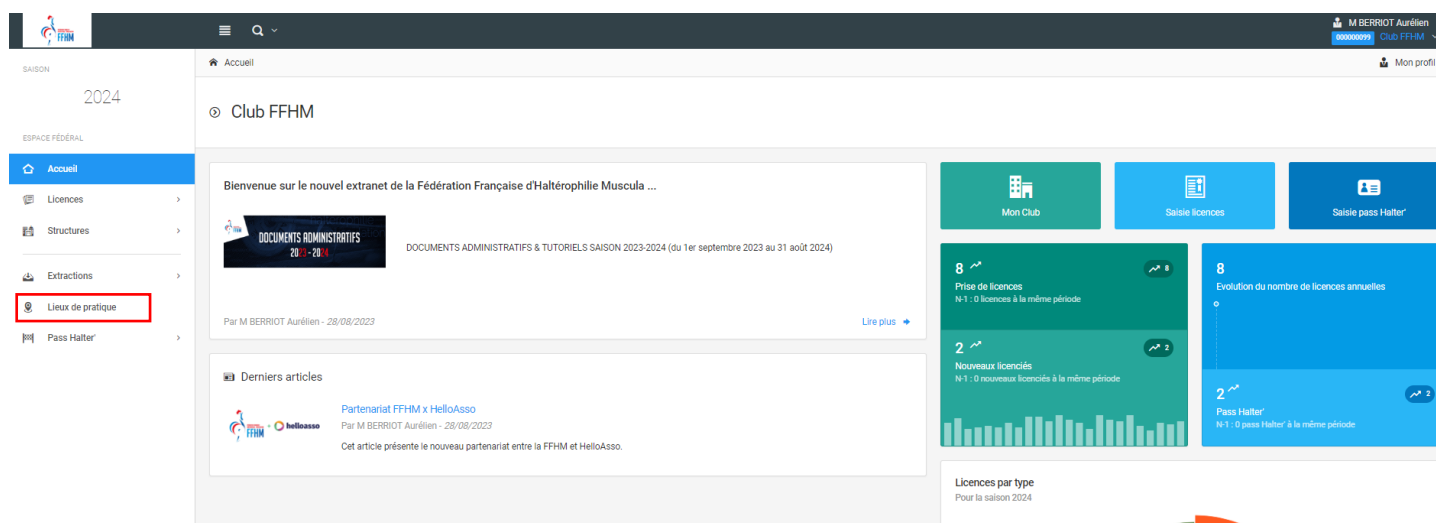 FFHM
M BERRIOT Aurélien
000000099 Club FFHM
SAISON
2024
ESPACE FÉDÉRAL
Accueil
Licences
Structures
Extractions
Lieux de pratique
Pass Halter'
Accueil
Mon profil
Club FFHM
Bienvenue sur le nouvel extranet de la Fédération Française d'Haltérophilie Muscula ...
DOCUMENTS ADMINISTRATIFS
2023 - 2024
DOCUMENTS ADMINISTRATIFS & TUTORIELS SAISON 2023-2024 (du 1er septembre 2023 au 31 août 2024)
Par M BERRIOT Aurélien - 28/08/2023
Lire plus
Derniers articles
FFHM
helloasso
Partenariat FFHM x HelloAsso
Par M BERRIOT Aurélien - 28/08/2023
Cet article présente le nouveau partenariat entre la FFHM et HelloAsso.
Mon Club
Saisie licences
Saisie pass Halter'
8
8
Prise de licences
N-1 : 0 licences à la même période
2
2
Nouveaux licenciés
N-1 : 0 nouveaux licenciés à la même période
8
Evolution du nombre de licences annuelles
2
2
Pass Halter'
N-1 : 0 pass Halter' à la même période
Licences par type
Pour la saison 2024